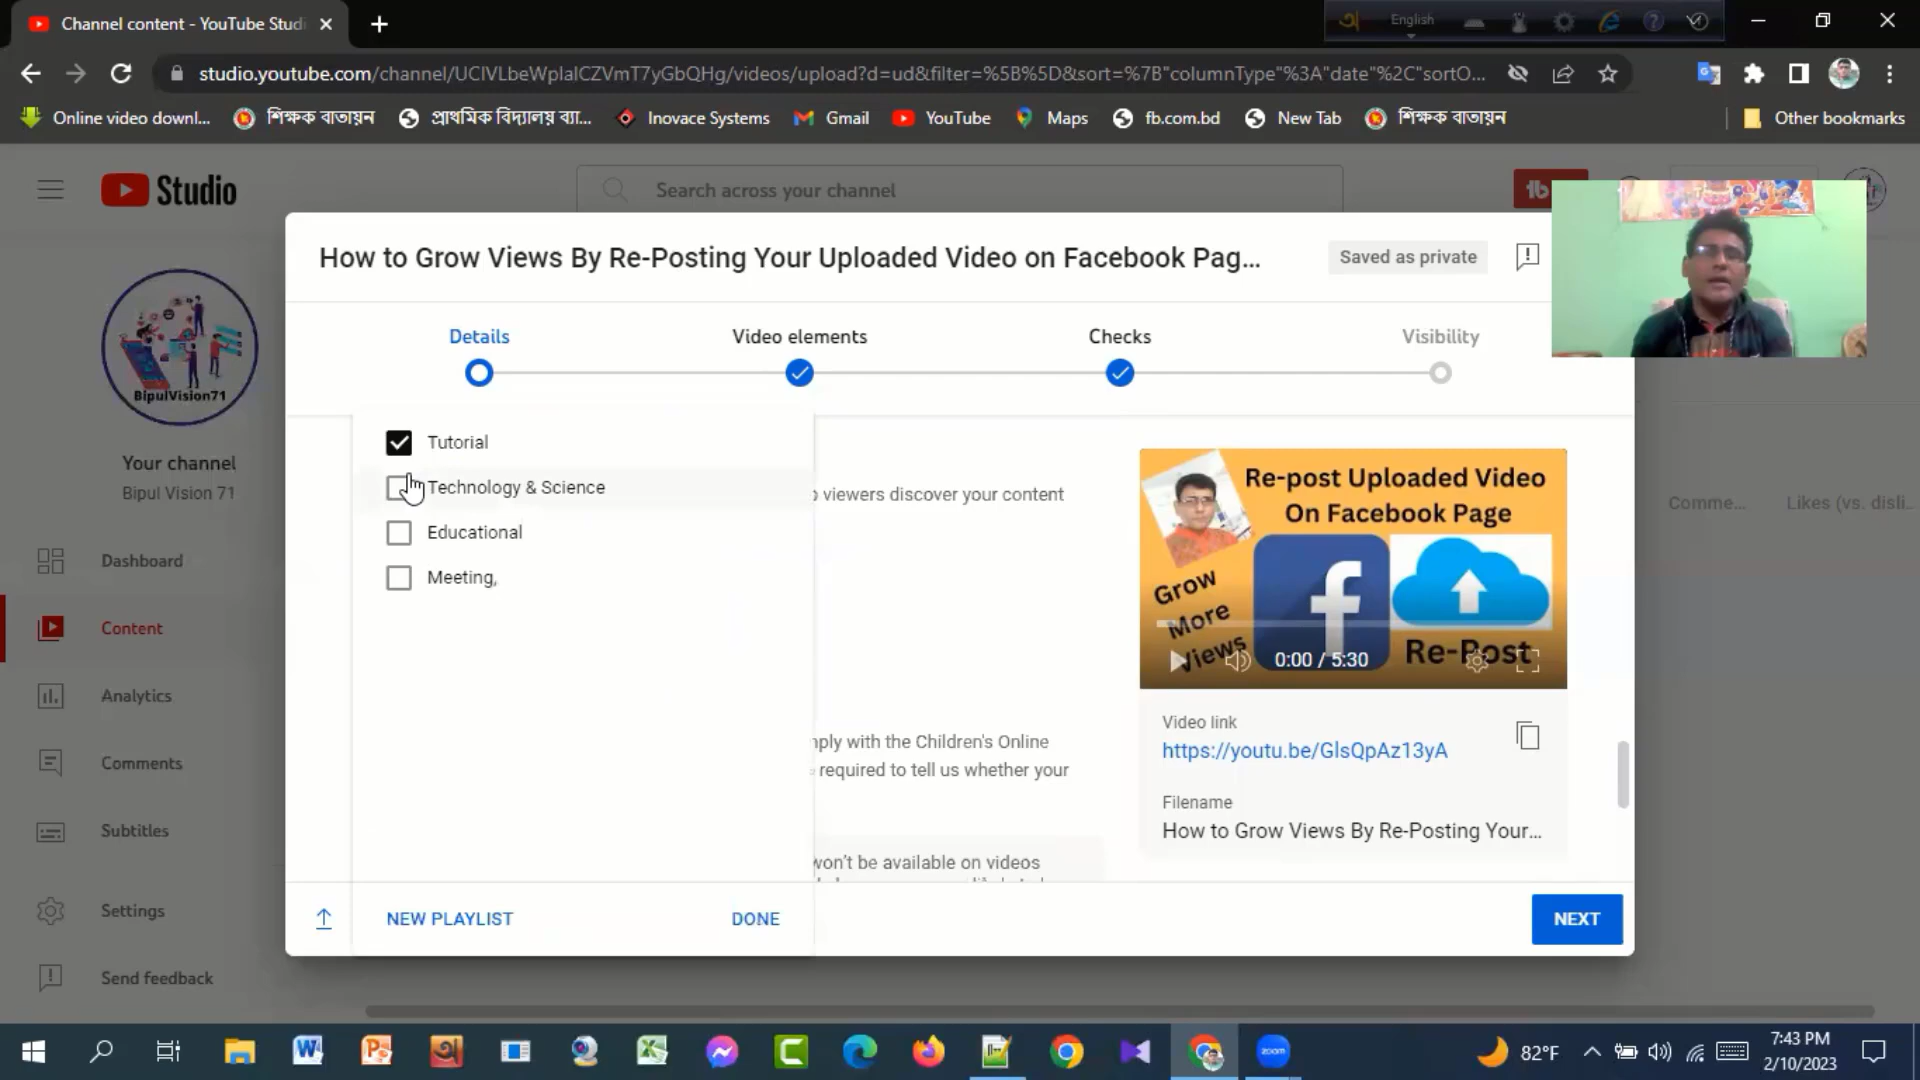 Channel content - YouTube Studi
English
studio.youtube.com/channel/UCIVLbeWplalCZVmT7yGbQHg/videos/upload?d=ud&filter=%5B%5D&sort=%7B"columnType"%3A"date"%2C"sortO...
Online video downl...
শিক্ষক বাতায়ন
প্রাথমিক বিদ্যালয় ব্যা...
Inovace Systems
Gmail
YouTube
Maps
fb.com.bd
New Tab
শিক্ষক বাতায়ন
Other bookmarks
Studio
Search across your channel
How to Grow Views By Re-Posting Your Uploaded Video on Facebook Pag...
Saved as private
Details
Video elements
Checks
Visibility
BipulVision71
Your channel
Bipul Vision 71
Dashboard
Content
Analytics
Comments
Subtitles
Settings
Send feedback
Tutorial
Technology & Science
Educational
Meeting,
viewers discover your content
ply with the Children's Online
required to tell us whether your
won't be available on videos
NEW PLAYLIST
DONE
Re-post Uploaded Video
On Facebook Page
Grow
More
Views
Re-Post
0:00 / 5:30
Video link
https://youtu.be/GlsQpAz13yA
Filename
How to Grow Views By Re-Posting Your...
NEXT
Comme...
Likes (vs. disli...
zoom
82°F
7:43 PM
2/10/2023